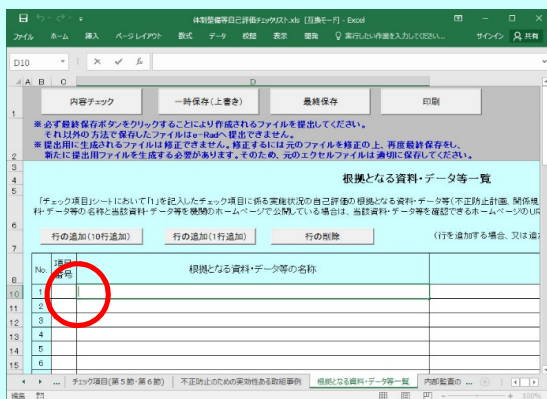 体制整備等自己評価チェックリスト.xls [互換モード] - Excel
ファイル ホーム 挿入 ページレイアウト 数式 データ 校閲 表示 開発 実行したい作業を入力してください... サインイン 共有
D10
A B C D
内容チェック 一時保存(上書き) 最終保存 印刷
※必ず最終保存ボタンをクリックすることにより作成されるファイルを提出してください。
それ以外の方法で保存したファイルはe-Radへ提出できません。
※提出用に生成されるファイルは修正できません。修正するには元のファイルを修正の上、再度最終保存をし、
新たに提出用ファイルを生成する必要があります。そのため、元のエクセルファイルは適切に保存してください。
根拠となる資料・データ等一覧
「チェック項目」シートにおいて「1」を記入したチェック項目に係る実施状況の自己評価の根拠となる資料・データ等(不正防止計画、関係規
料・データ等の名称と当該資料・データ等を機関のホームページで公開している場合は、当該資料・データ等を確認できるホームページのUR
行の追加(10行追加) 行の追加(1行追加) 行の削除 (行を追加する場合、又は追
No. 項目番号 根拠となる資料・データ等の名称
1
2
3
4
5
6
... チェック項目(第5節・第6節) 不正防止のための実効性ある取組事例 根拠となる資料・データ等一覧 内部監査の ...
編集 100%